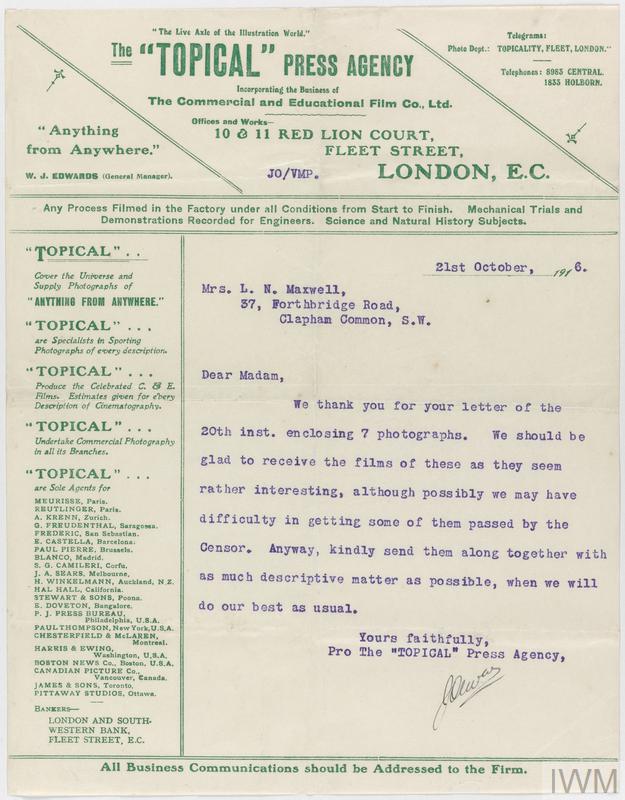 "The Live Axle of the Illustration World."
The "TOPICAL" PRESS AGENCY
Incorporating the Business of
The Commercial and Educational Film Co., Ltd.
Offices and Works—
10 & 11 RED LION COURT,
FLEET STREET,
LONDON, E.C.
Telegrams:
Photo Dept.: TOPICALITY, FLEET, LONDON."
Telephones: 8983 CENTRAL.
1833 HOLBORN.
"Anything
from Anywhere."
W. J. EDWARDS (General Manager).
JO/VMP.
Any Process Filmed in the Factory under all Conditions from Start to Finish. Mechanical Trials and
Demonstrations Recorded for Engineers. Science and Natural History Subjects.
"TOPICAL" . .
Cover the Universe and
Supply Photographs of
"ANYTHING FROM ANYWHERE."
"TOPICAL" . . .
are Specialists in Sporting
Photographs of every description.
"TOPICAL" . . .
Produce the Celebrated C. & E.
Films. Estimates given for every
Description of Cinematography.
"TOPICAL" . . .
Undertake Commercial Photography
in all its Branches.
"TOPICAL" . . .
are Sole Agents for
MEURISSE, Paris.
REUTLINGER, Paris.
A. KRENN, Zurich.
G. FREUDENTHAL, Saragossa.
FREDERIC, San Sebastian.
E. CASTELLA, Barcelona.
PAUL PIERRE, Brussels.
BLANCO, Madrid.
S. G. CAMILERI, Corfu.
J. A. SEARS, Melbourne.
H. WINKELMANN, Auckland, N.Z.
HAL HALL, California.
STEWART & SONS, Poona.
E. DOVETON, Bangalore.
P. J. PRESS BUREAU,
Philadelphia, U.S.A.
PAUL THOMPSON, New York, U.S.A.
CHESTERFIELD & McLAREN,
Montreal.
HARRIS & EWING,
Washington, U.S.A.
BOSTON NEWS Co., Boston, U.S.A.
CANADIAN PICTURE Co.,
Vancouver, Canada.
JAMES & SONS, Toronto.
PITTAWAY STUDIOS, Ottawa.
BANKERS—
LONDON AND SOUTH-
WESTERN BANK,
FLEET STREET, E.C.
21st October, 1916.
Mrs. L. N. Maxwell,
37, Forthbridge Road,
Clapham Common, S.W.
Dear Madam,
We thank you for your letter of the
20th inst. enclosing 7 photographs. We should be
glad to receive the films of these as they seem
rather interesting, although possibly we may have
difficulty in getting some of them passed by the
Censor. Anyway, kindly send them along together with
as much descriptive matter as possible, when we will
do our best as usual.
Yours faithfully,
Pro The "TOPICAL" Press Agency,
All Business Communications should be Addressed to the Firm.
IWM